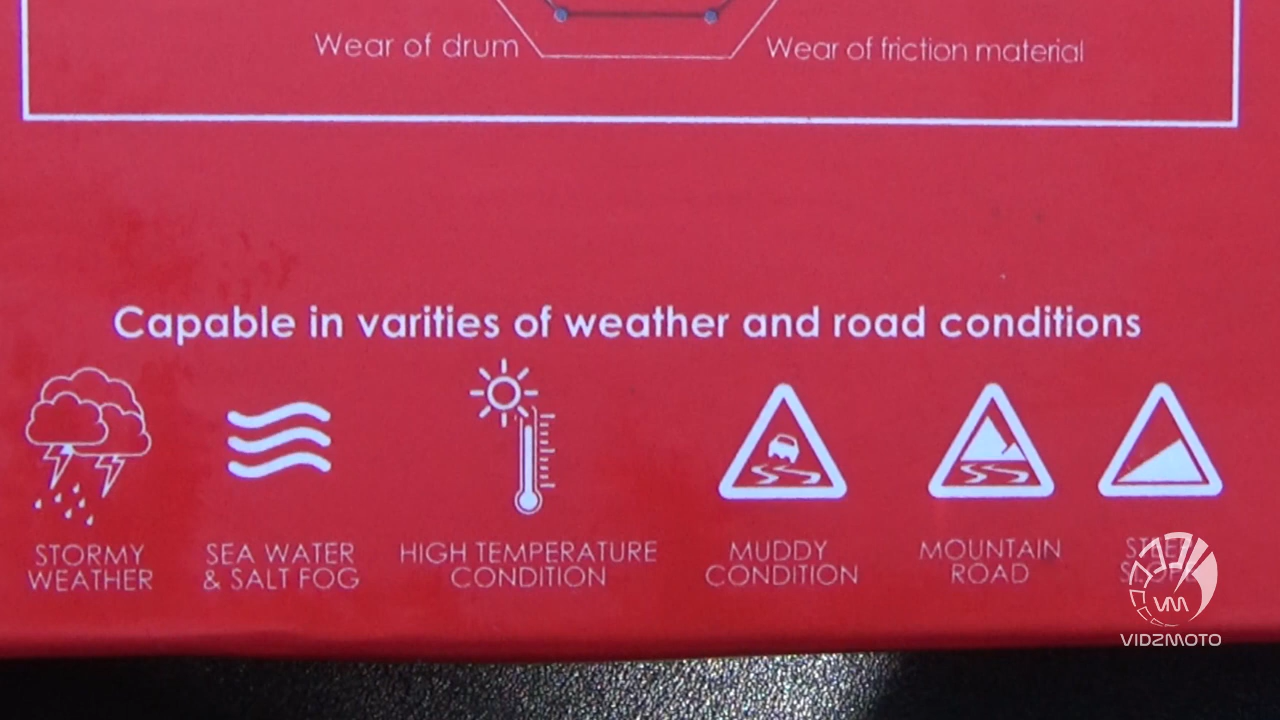 Wear of drum
Wear of friction material
Capable in varities of weather and road conditions
STORMY
WEATHER
SEA WATER
& SALT FOG
HIGH TEMPERATURE
CONDITION
MUDDY
CONDITION
MOUNTAIN
ROAD
VM
VIDZMOTO